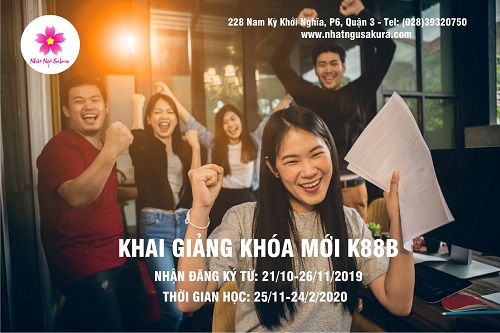 Nhật Ngữ Sakura
228 Nam Kỳ Khởi Nghĩa, P6, Quận 3 - Tel: (028)39320750
www.nhatngusakura.com
KHAI GIẢNG KHÓA MỚI K88B
NHẬN ĐĂNG KÝ TỪ: 21/10-26/11/2019
THỜI GIAN HỌC: 25/11-24/2/2020